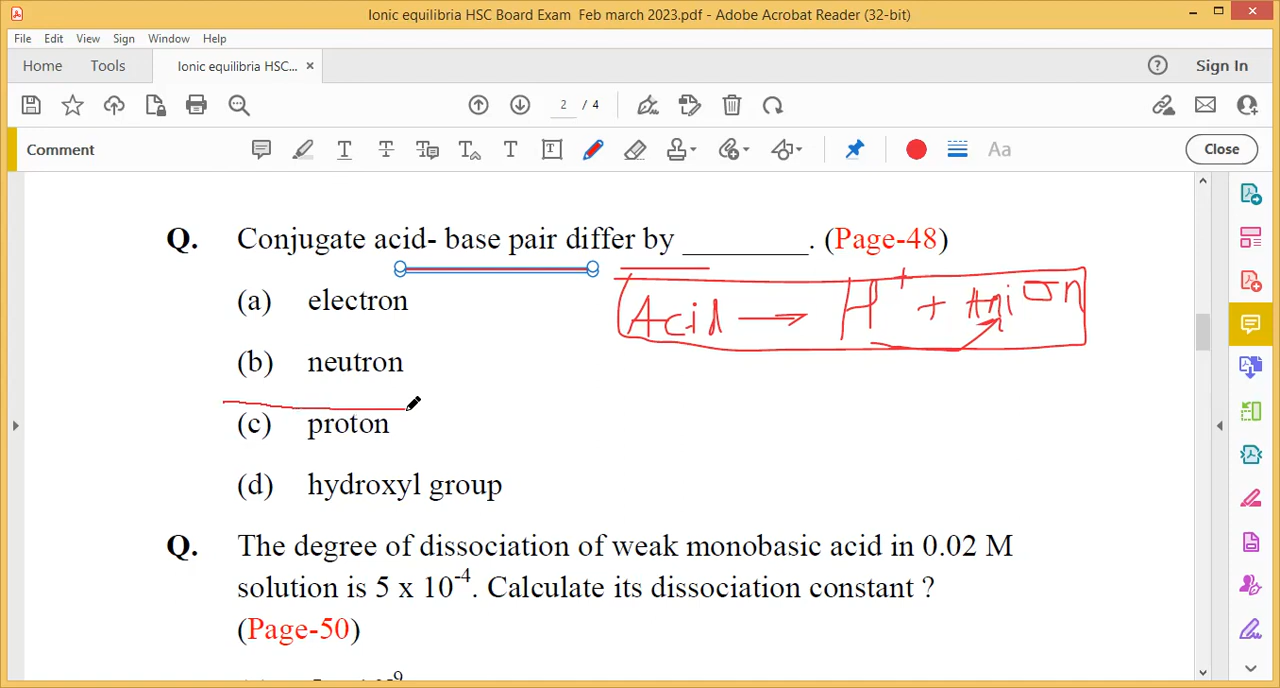 Ionic equilibria HSC Board Exam Feb march 2023.pdf - Adobe Acrobat Reader (32-bit)
File Edit View Sign Window Help
Home Tools Ionic equilibria HSC... × Sign In
2 / 4
Comment Aa Close
Q. Conjugate acid- base pair differ by _________ . (Page-48)
(a) electron
Acid → H+ + Anion
(b) neutron
(c) proton
(d) hydroxyl group
Q. The degree of dissociation of weak monobasic acid in 0.02 M
solution is 5 x 10-4. Calculate its dissociation constant ?
(Page-50)